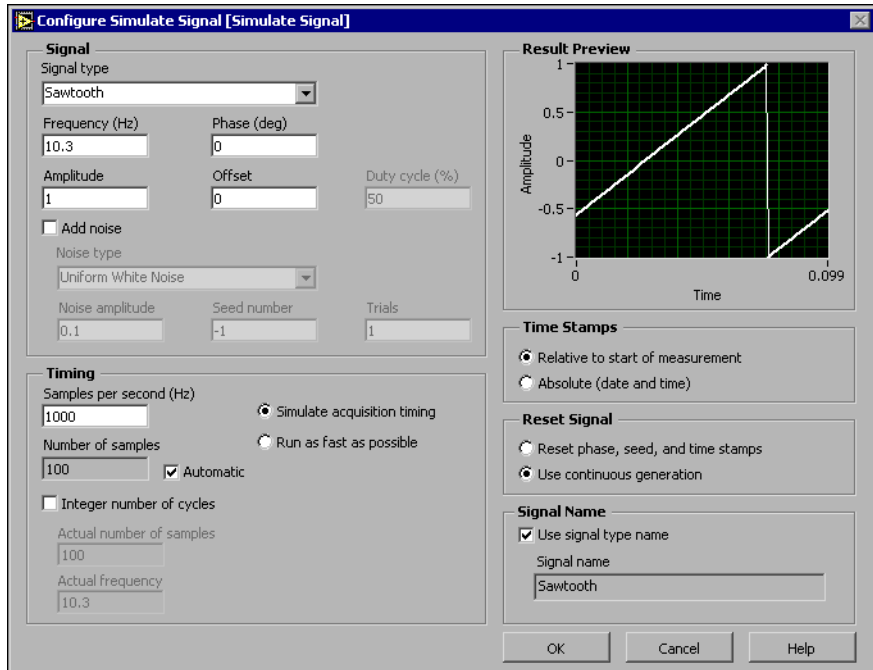 Configure Simulate Signal [Simulate Signal]
Signal
Signal type
Sawtooth
Frequency (Hz) Phase (deg)
10.3 0
Amplitude Offset Duty cycle (%)
1 0 50
Add noise
Noise type
Uniform White Noise
Noise amplitude Seed number Trials
0.1 -1 1
Timing
Samples per second (Hz)
1000
Simulate acquisition timing
Run as fast as possible
Number of samples
100 Automatic
Integer number of cycles
Actual number of samples
100
Actual frequency
10.3
Result Preview
1
0.5
0
-0.5
-1
Amplitude
0 0.099
Time
Time Stamps
Relative to start of measurement
Absolute (date and time)
Reset Signal
Reset phase, seed, and time stamps
Use continuous generation
Signal Name
Use signal type name
Signal name
Sawtooth
OK Cancel Help